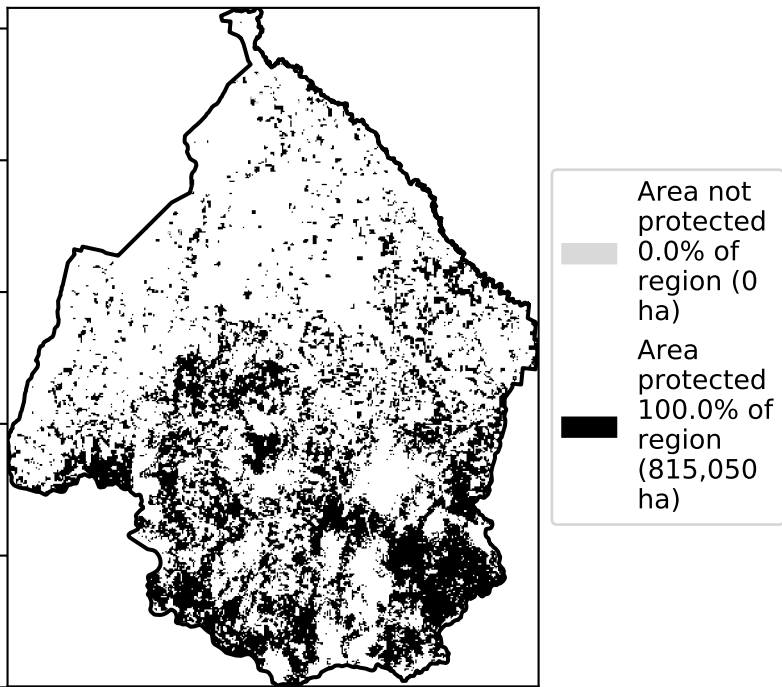 Area not
protected
0.0% of
region (0
ha)
Area
protected
100.0% of
region
(815,050
ha)